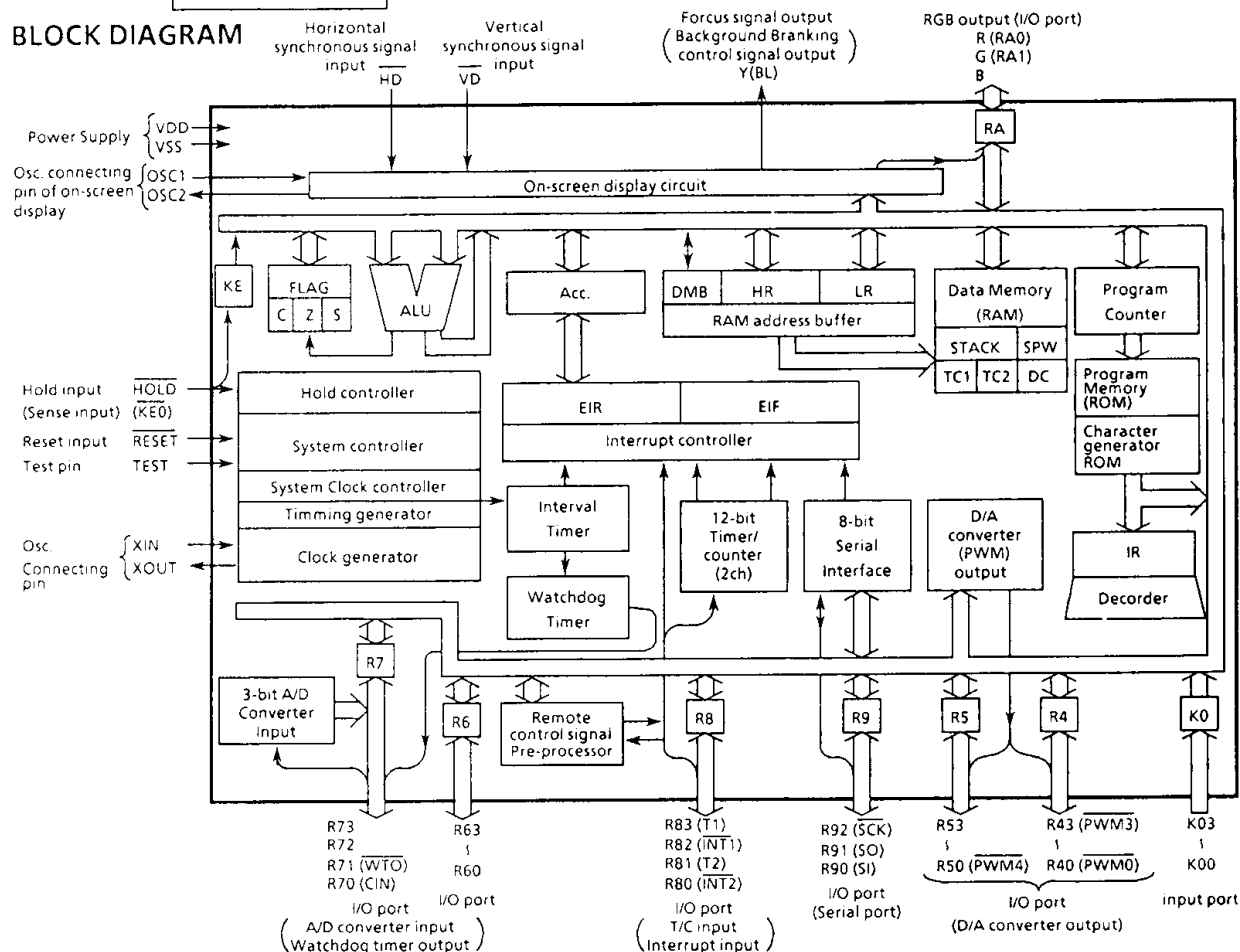 BLOCK DIAGRAM
Horizontal
synchronous signal
input HD
Vertical
synchronous signal
VD input
Forcus signal output
(Background Branking
control signal output)
Y(BL)
RGB output (I/O port)
R (RA0)
G (RA1)
B
RA
Power Supply
VDD
VSS
Osc. connecting
pin of on-screen
display
OSC1
OSC2
On-screen display circuit
KE
FLAG
C Z S
ALU
Acc.
DMB HR LR
RAM address buffer
Data Memory
(RAM)
STACK SPW
TC1 TC2 DC
Program
Counter
Program
Memory
(ROM)
Character
generator
ROM
IR
Decorder
Hold input HOLD
(Sense input) (KE0)
Reset input RESET
Test pin TEST
Osc.
Connecting
pin
XIN
XOUT
Hold controller
System controller
System Clock controller
Timming generator
Clock generator
EIR EIF
Interrupt controller
Interval
Timer
Watchdog
Timer
12-bit
Timer/
counter
(2ch)
8-bit
Serial
Interface
D/A
converter
(PWM)
output
R7
3-bit A/D
Converter
Input
R6
Remote
control signal
Pre-processor
R8
R9
R5
R4
K0
R73
R72
R71 (WTO)
R70 (CIN)
I/O port
(A/D converter input
Watchdog timer output)
R63
~
R60
I/O port
R83 (T1)
R82 (INT1)
R81 (T2)
R80 (INT2)
I/O port
(T/C input
Interrupt input)
R92 (SCK)
R91 (SO)
R90 (SI)
I/O port
(Serial port)
R53
~
R50 (PWM4)
R43 (PWM3)
~
R40 (PWM0)
I/O port
(D/A converter output)
K03
~
K00
input port